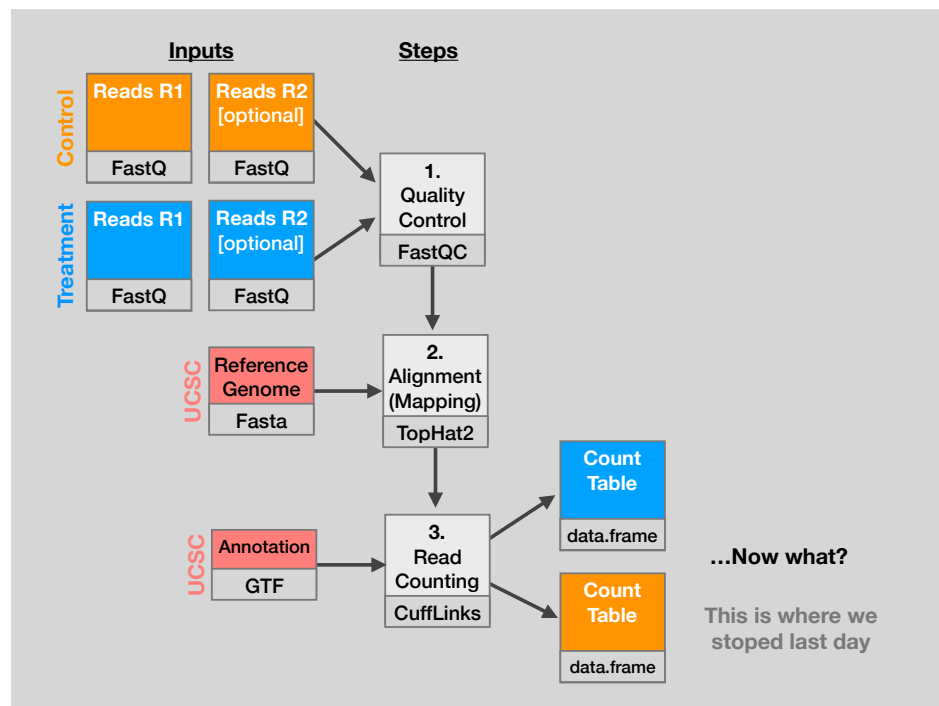 Inputs
Steps
Control
Reads R1
FastQ
Reads R2
[optional]
FastQ
Treatment
Reads R1
FastQ
Reads R2
[optional]
FastQ
1.
Quality
Control
FastQC
UCSC
Reference
Genome
Fasta
2.
Alignment
(Mapping)
TopHat2
UCSC
Annotation
GTF
3.
Read
Counting
CuffLinks
Count
Table
data.frame
Count
Table
data.frame
…Now what?
This is where we
stoped last day